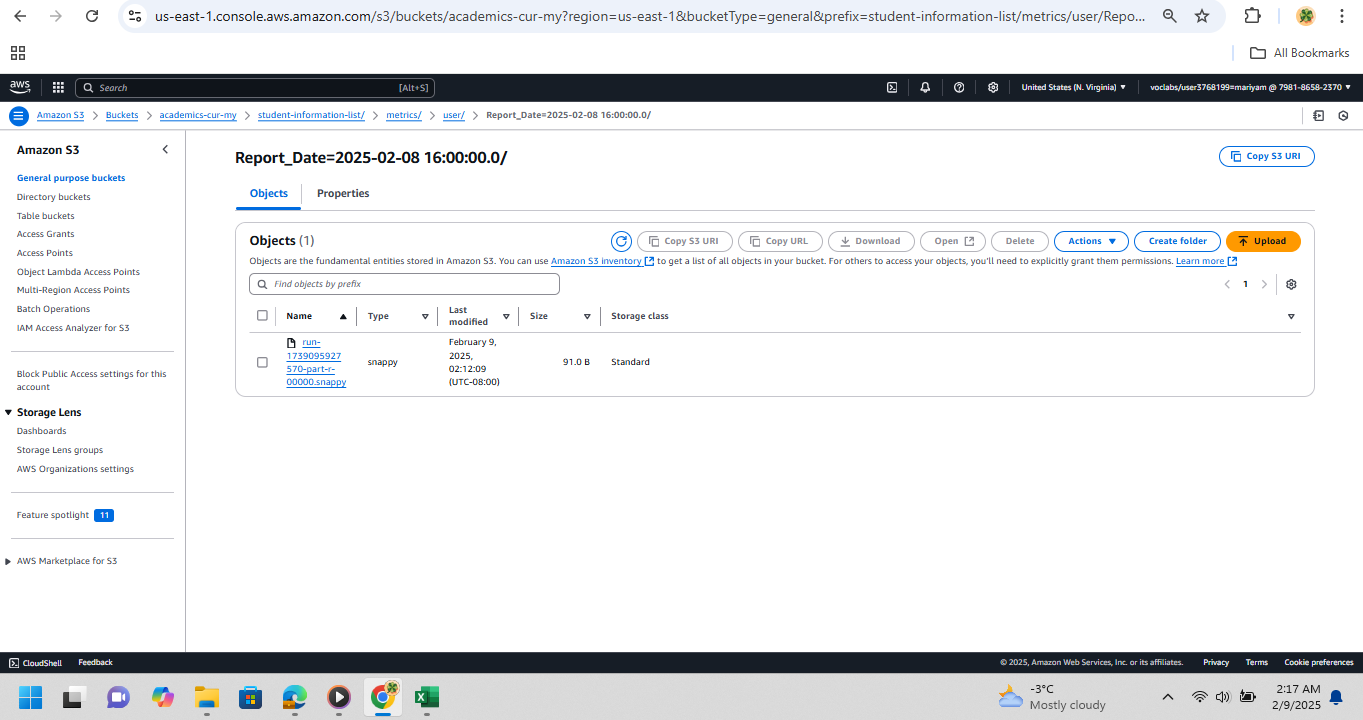 us-east-1.console.aws.amazon.com/s3/buckets/academics-cur-my?region=us-east-1&bucketType=general&prefix=student-information-list/metrics/user/Repo...
All Bookmarks
aws Search [Alt+S] United States (N. Virginia) voclabs/user3768199=mariyam @ 7981-8658-2370
Amazon S3 > Buckets > academics-cur-my > student-information-list/ > metrics/ > user/ > Report_Date=2025-02-08 16:00:00.0/
Amazon S3
General purpose buckets
Directory buckets
Table buckets
Access Grants
Access Points
Object Lambda Access Points
Multi-Region Access Points
Batch Operations
IAM Access Analyzer for S3
Block Public Access settings for this
account
Storage Lens
Dashboards
Storage Lens groups
AWS Organizations settings
Feature spotlight 11
AWS Marketplace for S3
Report_Date=2025-02-08 16:00:00.0/
Copy S3 URI
Objects Properties
Objects (1)
Copy S3 URI Copy URL Download Open Delete Actions Create folder Upload
Objects are the fundamental entities stored in Amazon S3. You can use Amazon S3 inventory to get a list of all objects in your bucket. For others to access your objects, you'll need to explicitly grant them permissions. Learn more
Find objects by prefix
1
Name Type Last modified Size Storage class
run-
1739095927
570-part-r-
00000.snappy
snappy
February 9,
2025,
02:12:09
(UTC-08:00)
91.0 B
Standard
CloudShell Feedback © 2025, Amazon Web Services, Inc. or its affiliates. Privacy Terms Cookie preferences
-3°C
Mostly cloudy
2:17 AM
2/9/2025